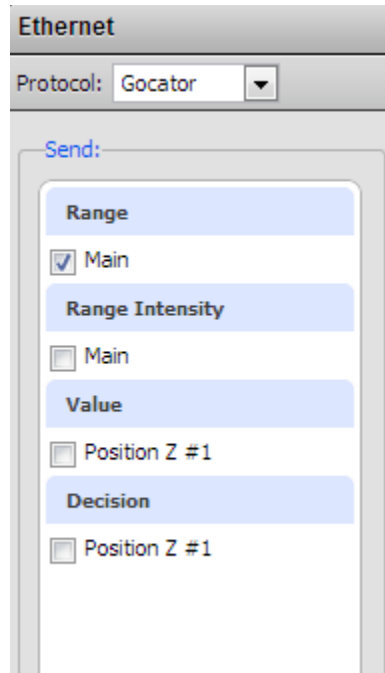 Ethernet
Protocol: Gocator
Send:
Range
Main
Range Intensity
Main
Value
Position Z #1
Decision
Position Z #1